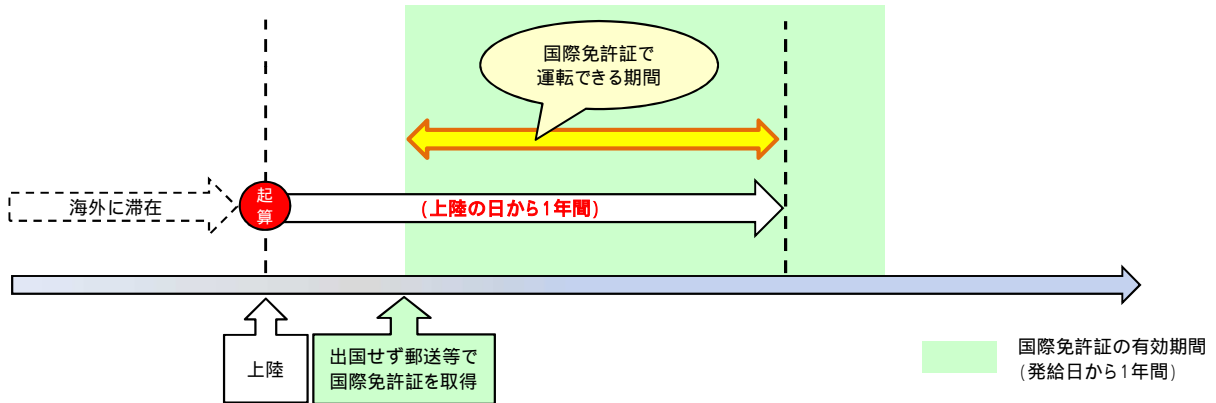 国際免許証で
運転できる期間
海外に滞在
起
算
(上陸の日から1年間)
上陸
出国せず郵送等で
国際免許証を取得
国際免許証の有効期間
(発給日から1年間)